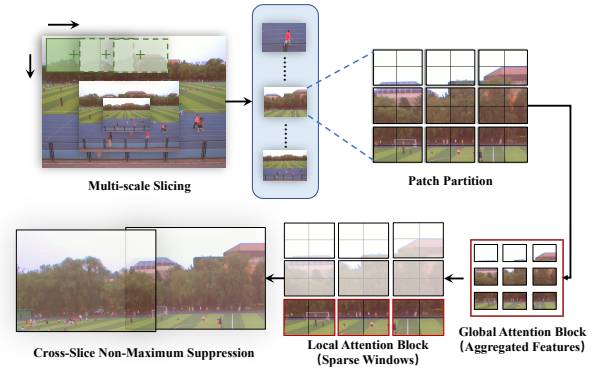 Multi-scale Slicing
Patch Partition
Cross-Slice Non-Maximum Suppression
Local Attention Block
(Sparse Windows)
Global Attention Block
(Aggregated Features)